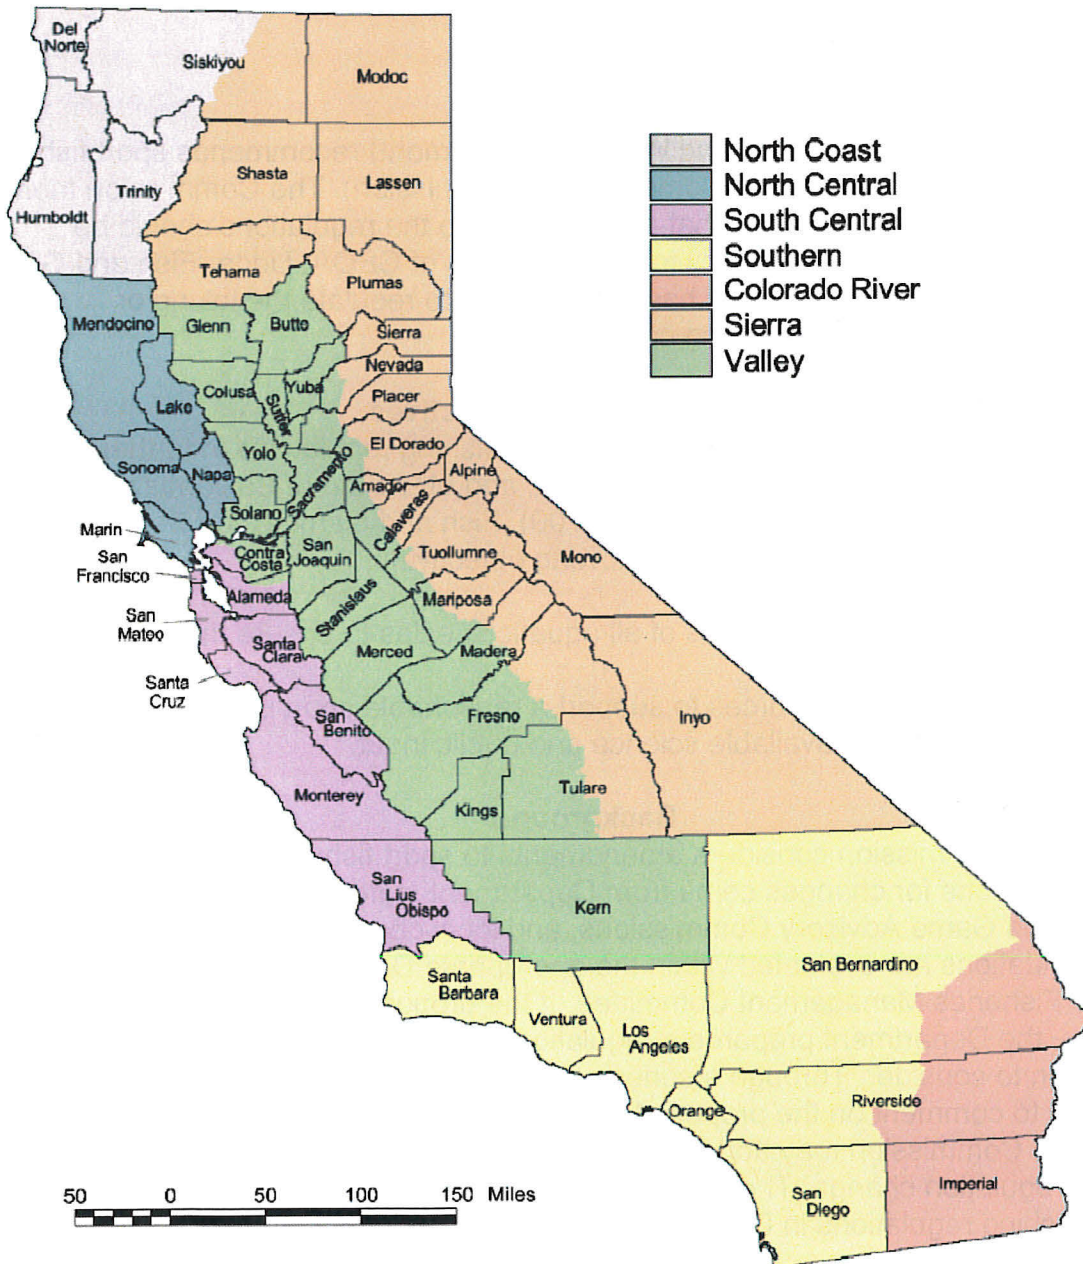 Del
Norte
Siskiyou
Modoc
Humboldt
Trinity
Shasta
Lassen
Tehama
Plumas
Mendocino
Glenn
Butte
Sierra
Nevada
Placer
Lake
Colusa
Sutter
Yuba
El Dorado
Alpine
Sonoma
Napa
Yolo
Sacramento
Amador
Calaveras
Solano
Marin
San
Francisco
Contra
Costa
San
Joaquin
Tuollumne
Mono
Alameda
San
Mateo
Stanislaus
Mariposa
Santa
Clara
Merced
Madera
Santa
Cruz
San
Benito
Fresno
Inyo
Monterey
Kings
Tulare
San
Lius
Obispo
Kern
San Bernardino
Santa
Barbara
Ventura
Los
Angeles
Orange
Riverside
San
Diego
Imperial
North Coast
North Central
South Central
Southern
Colorado River
Sierra
Valley
50 0 50 100 150 Miles